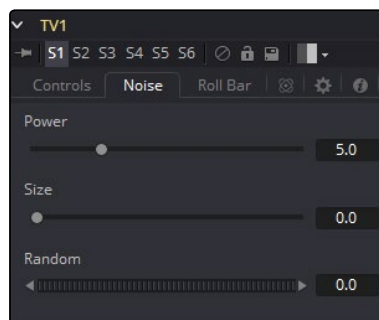 TV1
S1 S2 S3 S4 S5 S6
Controls Noise Roll Bar
Power
5.0
Size
0.0
Random
0.0